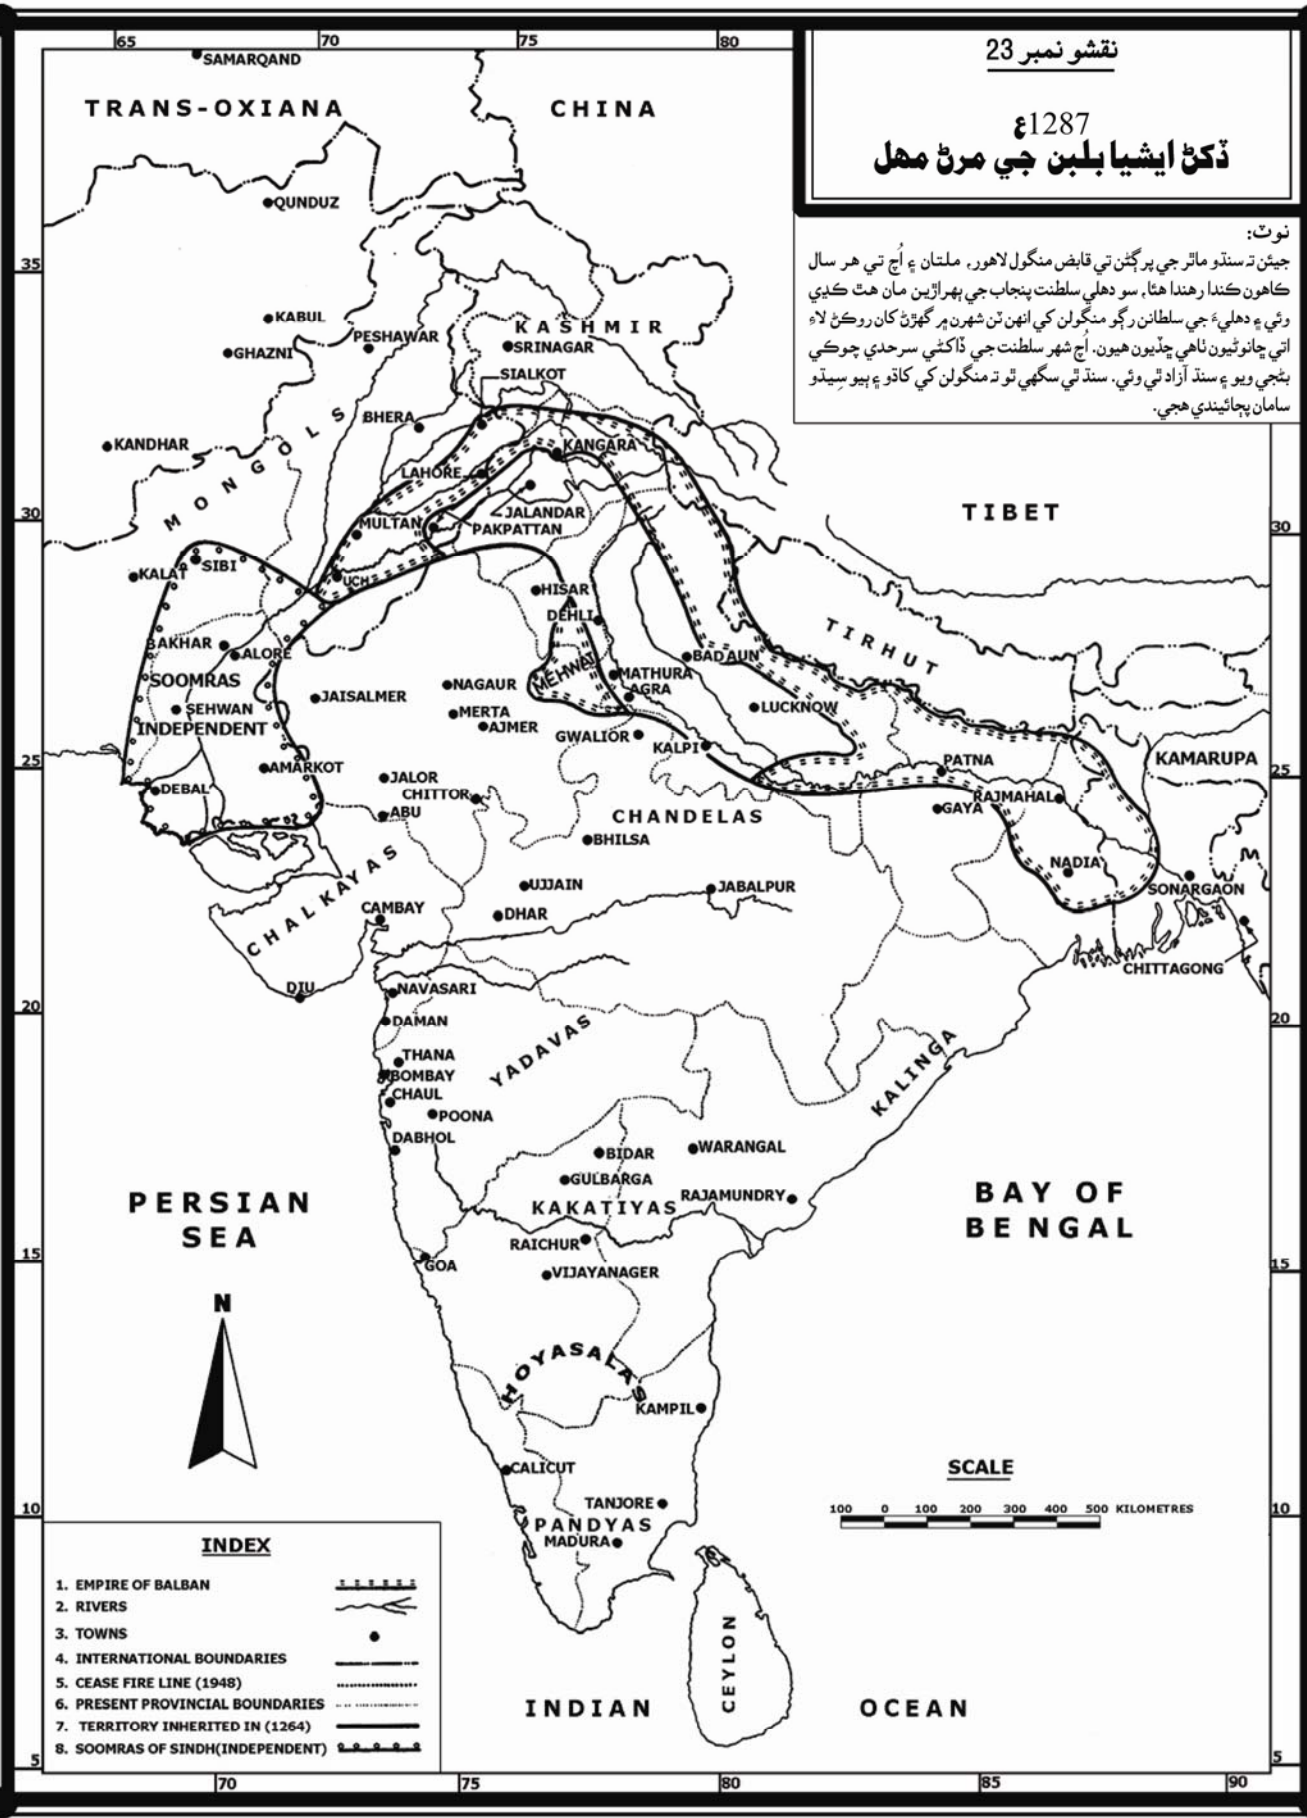 65 70 75 80
نقشو نمبر 23
1287ع
ڏکڻ ايشيا بلبن جي مرڻ مهل
نوٽ:
جيئن تہ سنڌو ماٿر جي پرڳڻن تي قابض منگول لاهور، ملتان ۽ اُچ تي هر سال
ڪاهون ڪندا رهندا هئا، سو دهلي سلطنت پنجاب جي ٻهراڙين مان هٿ ڪڍي
وئي ۽ دهليءَ جي سلطانن رڳو منگولن کي انهن ٽن شهرن ۾ گهڙڻ کان روڪڻ لاءِ
اتي ڇانوڻيون ٺاهي ڇڏيون هيون. اُچ شهر سلطنت جي ڏاکڻي سرحدي چوڪي
بڻجي ويو ۽ سنڌ آزاد ٿي وئي. سنڌ ٿي سگهي ٿو تہ منگولن کي کاڌو ۽ ٻيو سيڌو
سامان پڄائيندي هجي.
SAMARQAND
TRANS-OXIANA
CHINA
QUNDUZ
35
KABUL
PESHAWAR
KASHMIR
GHAZNI
SRINAGAR
SIALKOT
BHERA
KANDHAR
MONGOLS
KANGARA
LAHORE
TIBET
30
30
MULTAN
JALANDAR
PAKPATTAN
KALAT
SIBI
UCH
HISAR
DEHLI
TIRHUT
BAKHAR
ALORE
BADAUN
SOOMRAS
MEHWAT
MATHURA
JAISALMER
NAGAUR
AGRA
SEHWAN
MERTA
LUCKNOW
INDEPENDENT
AJMER
GWALIOR
KALPI
25
AMARKOT
PATNA
KAMARUPA
25
DEBAL
JALOR
CHITTOR
RAJMAHAL
ABU
CHANDELAS
GAYA
BHILSA
NADIA
M
CHALKAYAS
UJJAIN
JABALPUR
SONARGAON
CAMBAY
DHAR
CHITTAGONG
DIU
NAVASARI
20
DAMAN
20
YADAVAS
THANA
BOMBAY
KALINGA
CHAUL
POONA
DABHOL
BIDAR
WARANGAL
GULBARGA
RAJAMUNDRY
PERSIAN
SEA
KAKATIYAS
BAY OF
BENGAL
RAICHUR
15
GOA
15
VIJAYANAGER
N
HOYASALAS
KAMPIL
CALICUT
SCALE
TANJORE
100 0 100 200 300 400 500 KILOMETRES
10
10
PANDYAS
MADURA
CEYLON
INDIAN OCEAN
INDEX
1. EMPIRE OF BALBAN
2. RIVERS
3. TOWNS
4. INTERNATIONAL BOUNDARIES
5. CEASE FIRE LINE (1948)
6. PRESENT PROVINCIAL BOUNDARIES
7. TERRITORY INHERITED IN (1264)
8. SOOMRAS OF SINDH(INDEPENDENT)
5
5
70 75 80 85 90